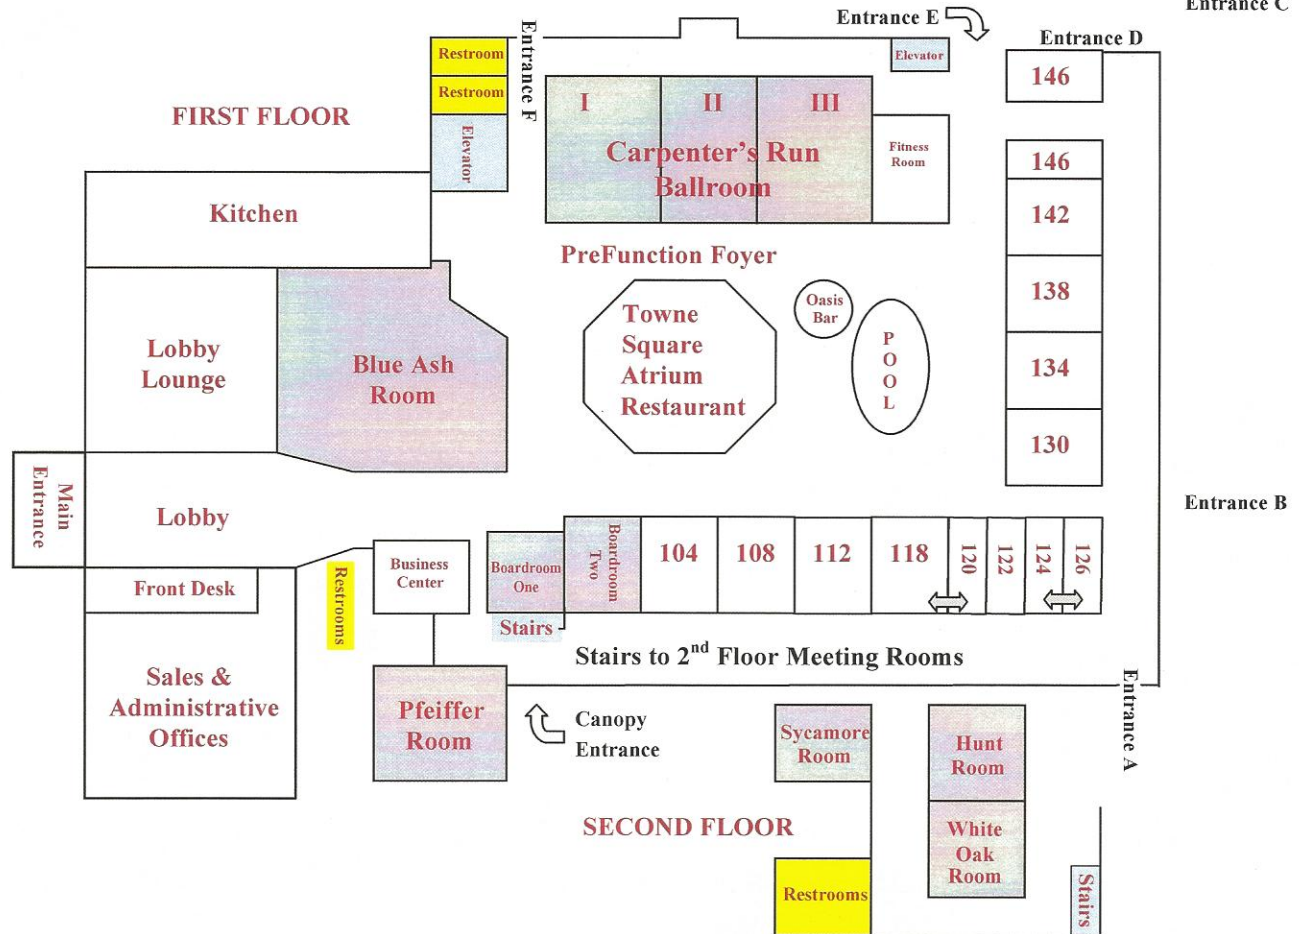 Entrance C
Entrance E
Entrance D
Restroom
Restroom
Entrance F
Elevator
Elevator
146
FIRST FLOOR
I
II
III
Carpenter's Run
Ballroom
Fitness
Room
146
Kitchen
142
PreFunction Foyer
Lobby
Lounge
Blue Ash
Room
Towne
Square
Atrium
Restaurant
Oasis
Bar
POOL
138
134
130
Main
Entrance
Lobby
Entrance B
Front Desk
Restrooms
Business
Center
Boardroom
One
Boardroom
Two
104
108
112
118
120
122
124
126
Stairs
Stairs to 2nd Floor Meeting Rooms
Sales &
Administrative
Offices
Pfeiffer
Room
Canopy
Entrance
Sycamore
Room
Hunt
Room
Entrance A
SECOND FLOOR
White
Oak
Room
Restrooms
Stairs